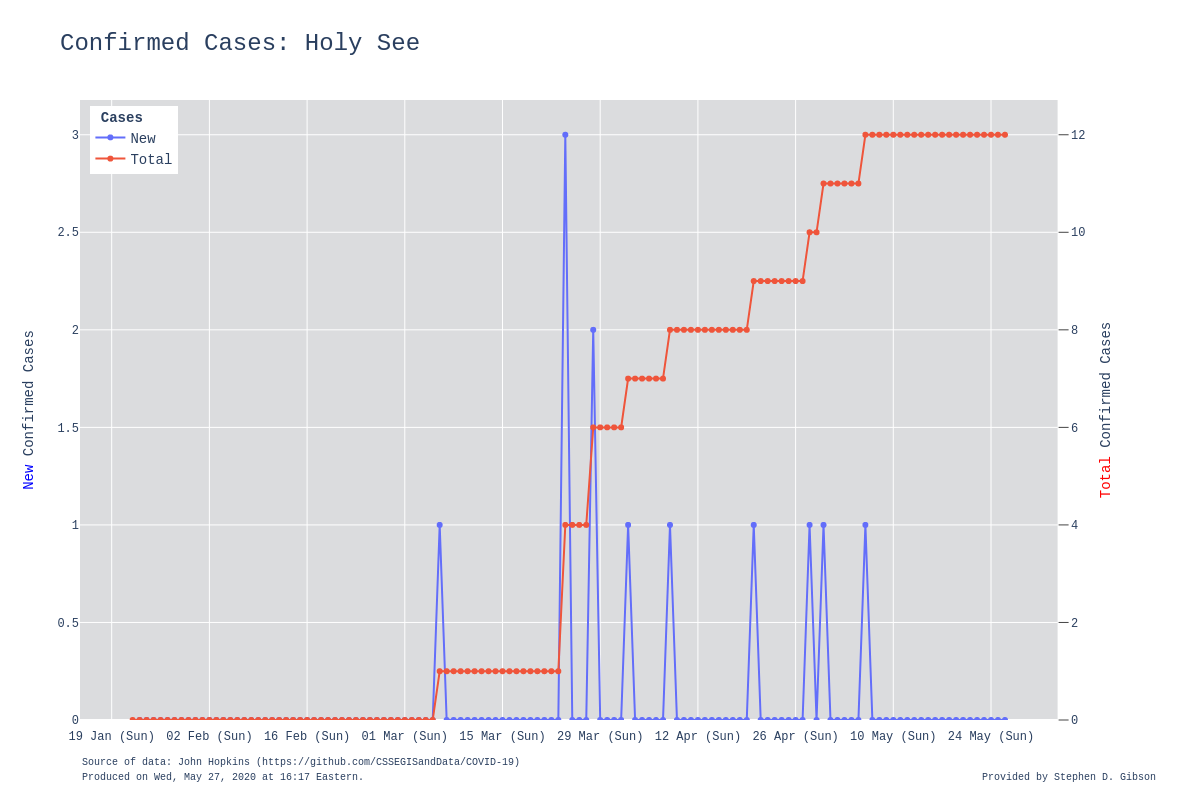 Confirmed Cases: Holy See
Cases
New
Total
3
2.5
2
1.5
1
0.5
0
12
10
8
6
4
2
0
New Confirmed Cases
Total Confirmed Cases
19 Jan (Sun) 02 Feb (Sun) 16 Feb (Sun) 01 Mar (Sun) 15 Mar (Sun) 29 Mar (Sun) 12 Apr (Sun) 26 Apr (Sun) 10 May (Sun) 24 May (Sun)
Source of data: John Hopkins (https://github.com/CSSEGISandData/COVID-19)
Produced on Wed, May 27, 2020 at 16:17 Eastern.
Provided by Stephen D. Gibson